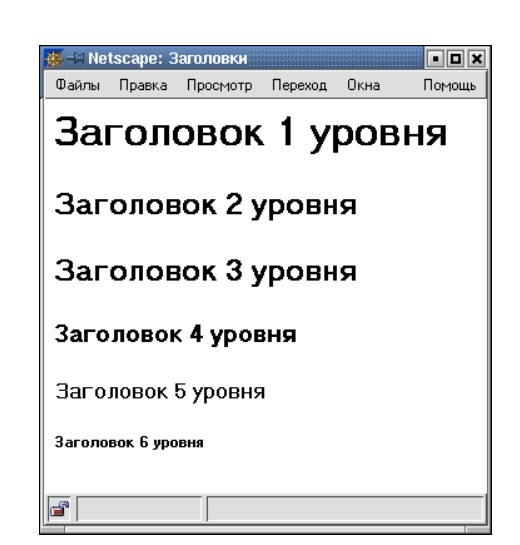 Netscape: Заголовки
Файлы Правка Просмотр Переход Окна Помощь
Заголовок 1 уровня
Заголовок 2 уровня
Заголовок 3 уровня
Заголовок 4 уровня
Заголовок 5 уровня
Заголовок 6 уровня